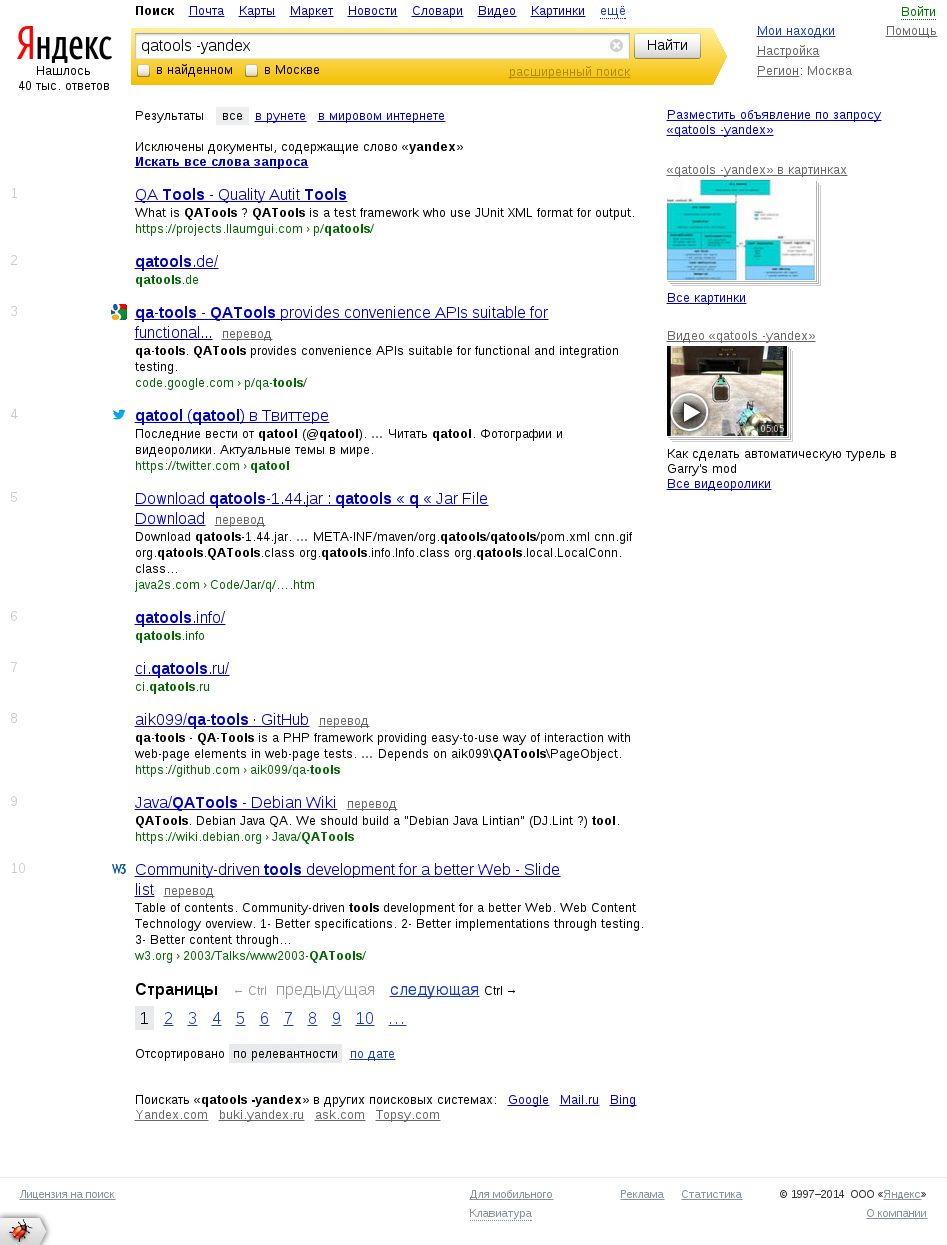 Поиск Почта Карты Маркет Новости Словари Видео Картинки ещё
Войти
Яндекс
Нашлось
40 тыс. ответов
qatools -yandex
Найти
в найденном в Москве расширенный поиск
Мои находки
Помощь
Настройка
Регион: Москва
Результаты все в рунете в мировом интернете
Исключены документы, содержащие слово «yandex»
Искать все слова запроса
1 QA Tools - Quality Autit Tools
What is QATools ? QATools is a test framework who use JUnit XML format for output.
https://projects.llaumgui.com › p/qatools/
2 qatools.de/
qatools.de
3 qa-tools - QATools provides convenience APIs suitable for
functional... перевод
qa-tools. QATools provides convenience APIs suitable for functional and integration
testing.
code.google.com › p/qa-tools/
4 qatool (qatool) в Твиттере
Последние вести от qatool (@qatool). ... Читать qatool. Фотографии и
видеоролики. Актуальные темы в мире.
https://twitter.com › qatool
5 Download qatools-1.44.jar : qatools « q « Jar File
Download перевод
Download qatools-1.44.jar. ... META-INF/maven/org.qatools/qatools/pom.xml cnn.gif
org.qatools.QATools.class org.qatools.info.Info.class org.qatools.local.LocalConn.
class...
java2s.com › Code/Jar/q/….htm
6 qatools.info/
qatools.info
7 ci.qatools.ru/
ci.qatools.ru
8 aik099/qa-tools · GitHub перевод
qa-tools - QA-Tools is a PHP framework providing easy-to-use way of interaction with
web-page elements in web-page tests. ... Depends on aik099\QATools\PageObject.
https://github.com › aik099/qa-tools
9 Java/QATools - Debian Wiki перевод
QATools. Debian Java QA. We should build a "Debian Java Lintian" (DJ.Lint ?) tool.
https://wiki.debian.org › Java/QATools
10 W3 Community-driven tools development for a better Web - Slide
list перевод
Table of contents. Community-driven tools development for a better Web. Web Content
Technology overview. 1- Better specifications. 2- Better implementations through testing.
3- Better content through...
w3.org › 2003/Talks/www2003-QATools/
Разместить объявление по запросу
«qatools -yandex»
«qatools -yandex» в картинках
Все картинки
Видео «qatools -yandex»
05:05
Как сделать автоматическую турель в
Garry's mod
Все видеоролики
Страницы ← Ctrl предыдущая следующая Ctrl →
1 2 3 4 5 6 7 8 9 10 ...
Отсортировано по релевантности по дате
Поискать «qatools -yandex» в других поисковых системах: Google Mail.ru Bing
Yandex.com buki.yandex.ru ask.com Topsy.com
Лицензия на поиск Для мобильного Реклама Статистика © 1997–2014 ООО «Яндекс»
Клавиатура О компании